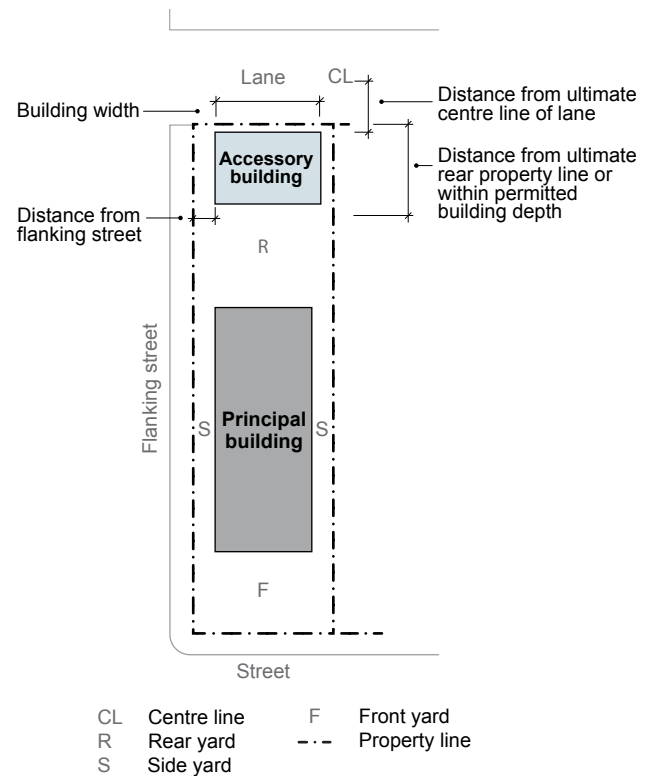 Lane
CL
Building width
Distance from ultimate
centre line of lane
Accessory
building
Distance from ultimate
rear property line or
within permitted
building depth
Distance from
flanking street
R
Flanking street
S
Principal
building
S
F
Street
CL Centre line
R Rear yard
S Side yard
F Front yard
Property line